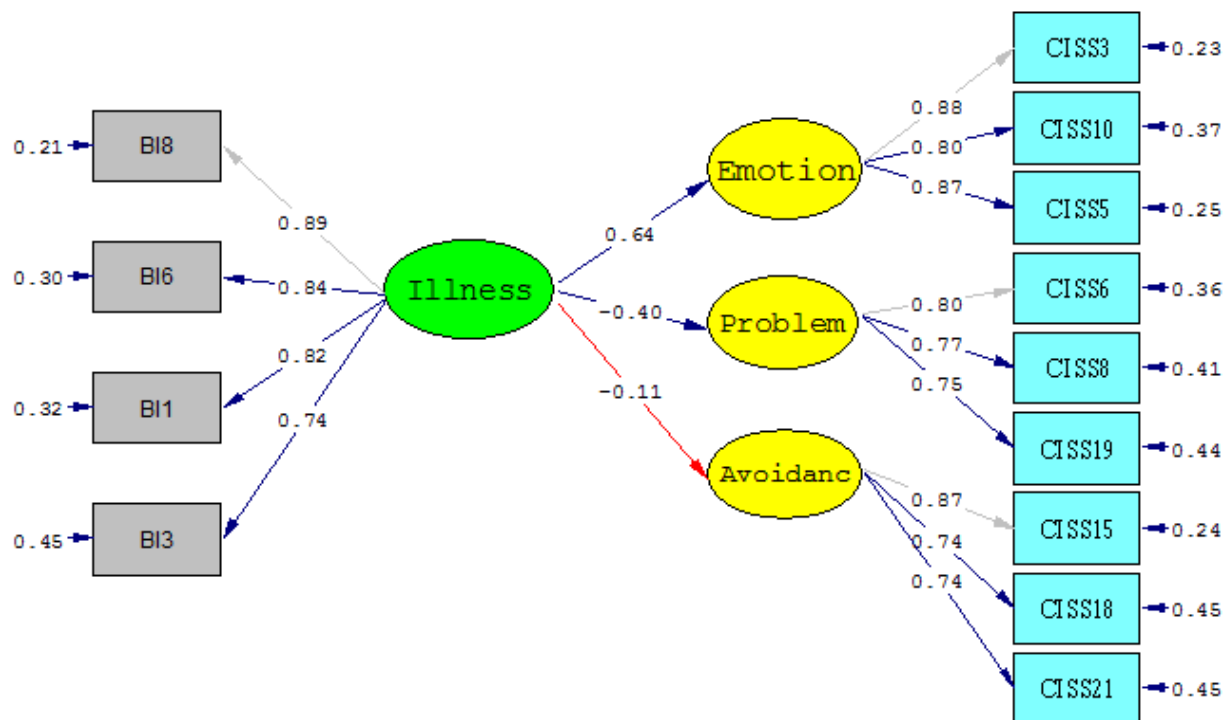 CISS3
0.23
0.88
BI8
0.21
CISS10
0.37
0.80
Emotion
0.87
CISS5
0.25
0.89
0.64
BI6
0.30
0.84
Illness
CISS6
0.36
0.80
-0.40
Problem
0.77
CISS8
0.41
0.82
0.75
BI1
0.32
-0.11
0.74
CISS19
0.44
Avoidanc
0.87
BI3
0.45
CISS15
0.24
0.74
0.74
CISS18
0.45
CISS21
0.45